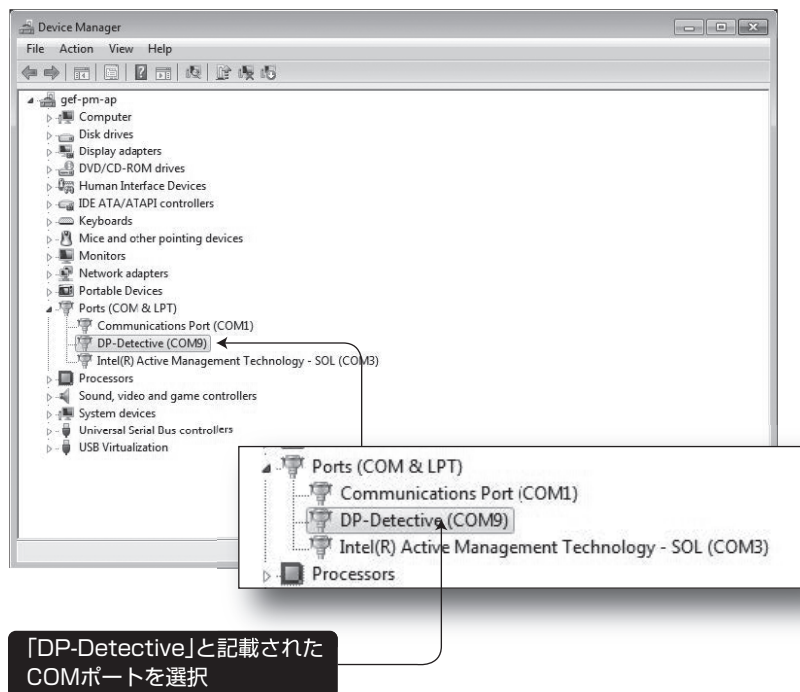 Device Manager
File Action View Help
gef-pm-ap
Computer
Disk drives
Display adapters
DVD/CD-ROM drives
Human Interface Devices
IDE ATA/ATAPI controllers
Keyboards
Mice and other pointing devices
Monitors
Network adapters
Portable Devices
Ports (COM & LPT)
Communications Port (COM1)
DP-Detective (COM9)
Intel(R) Active Management Technology - SOL (COM3)
Processors
Sound, video and game controllers
System devices
Universal Serial Bus controllers
USB Virtualization
Ports (COM & LPT)
Communications Port (COM1)
DP-Detective (COM9)
Intel(R) Active Management Technology - SOL (COM3)
Processors
「DP-Detective」と記載された
COMポートを選択